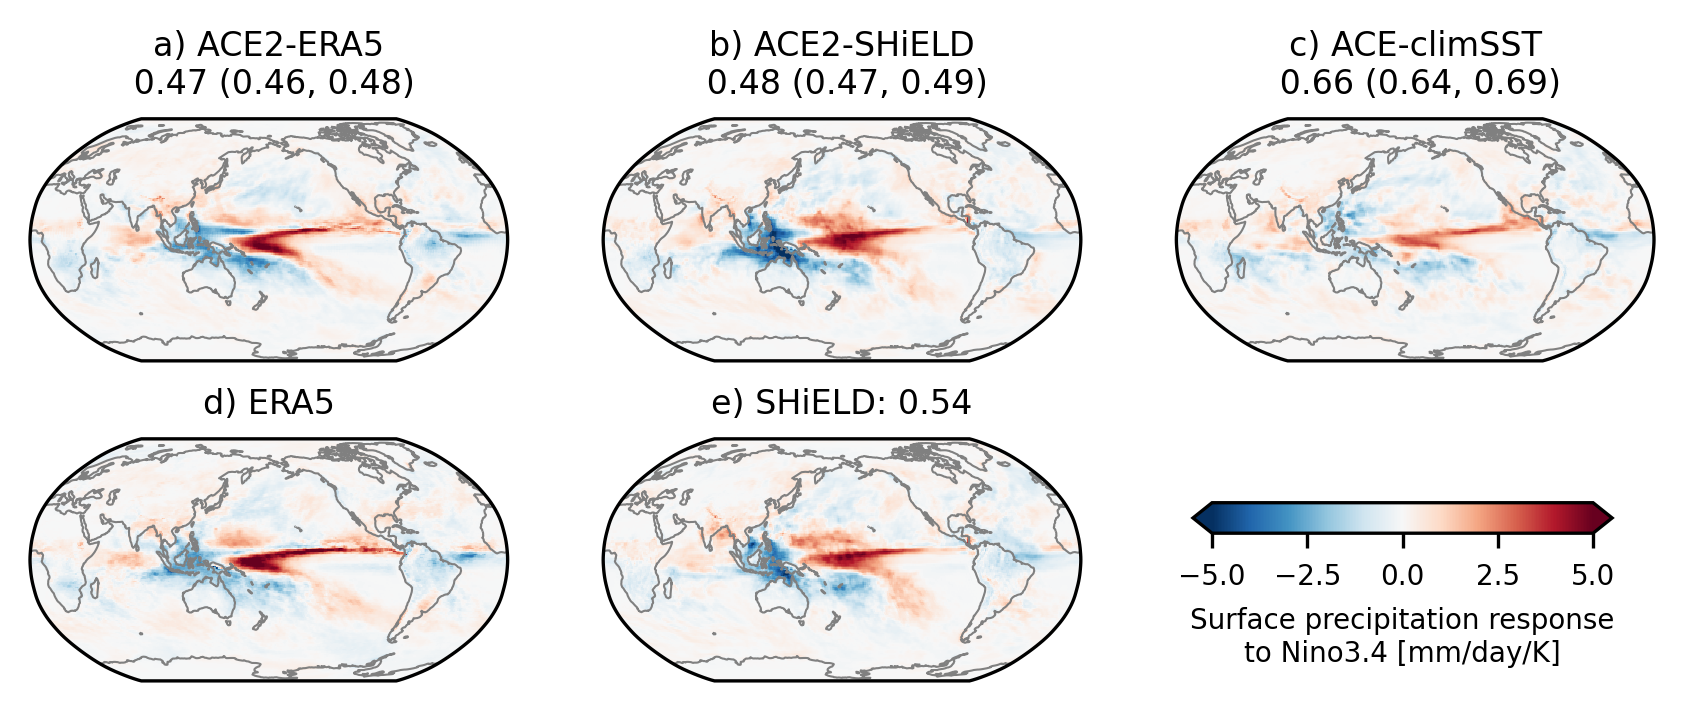 a) ACE2-ERA5
0.47 (0.46, 0.48)
b) ACE2-SHiELD
0.48 (0.47, 0.49)
c) ACE-climSST
0.66 (0.64, 0.69)
d) ERA5
e) SHiELD: 0.54
−5.0 −2.5 0.0 2.5 5.0
Surface precipitation response
to Nino3.4 [mm/day/K]